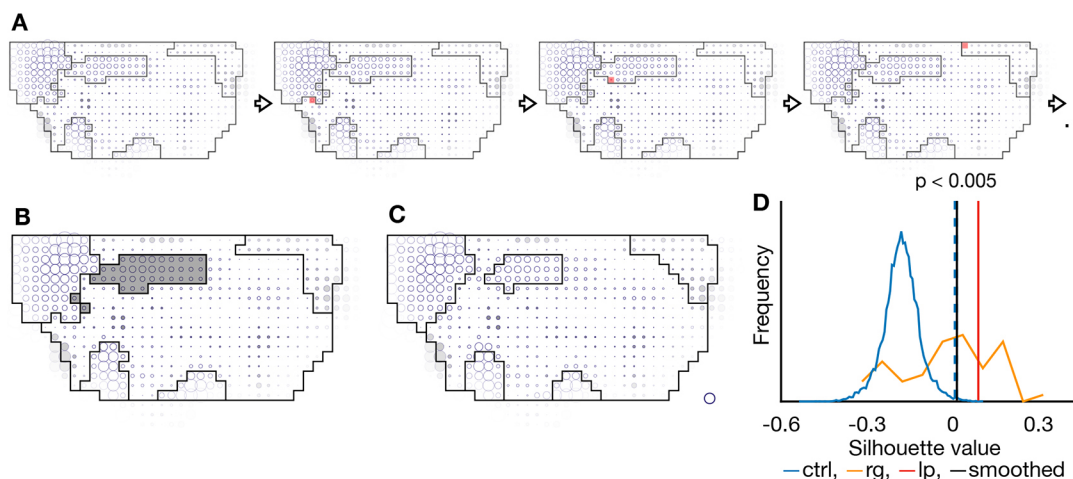 A
.
p < 0.005
B
C
D
Frequency
-0.6 -0.3 0 0.3
Silhouette value
ctrl, rg, lp, smoothed